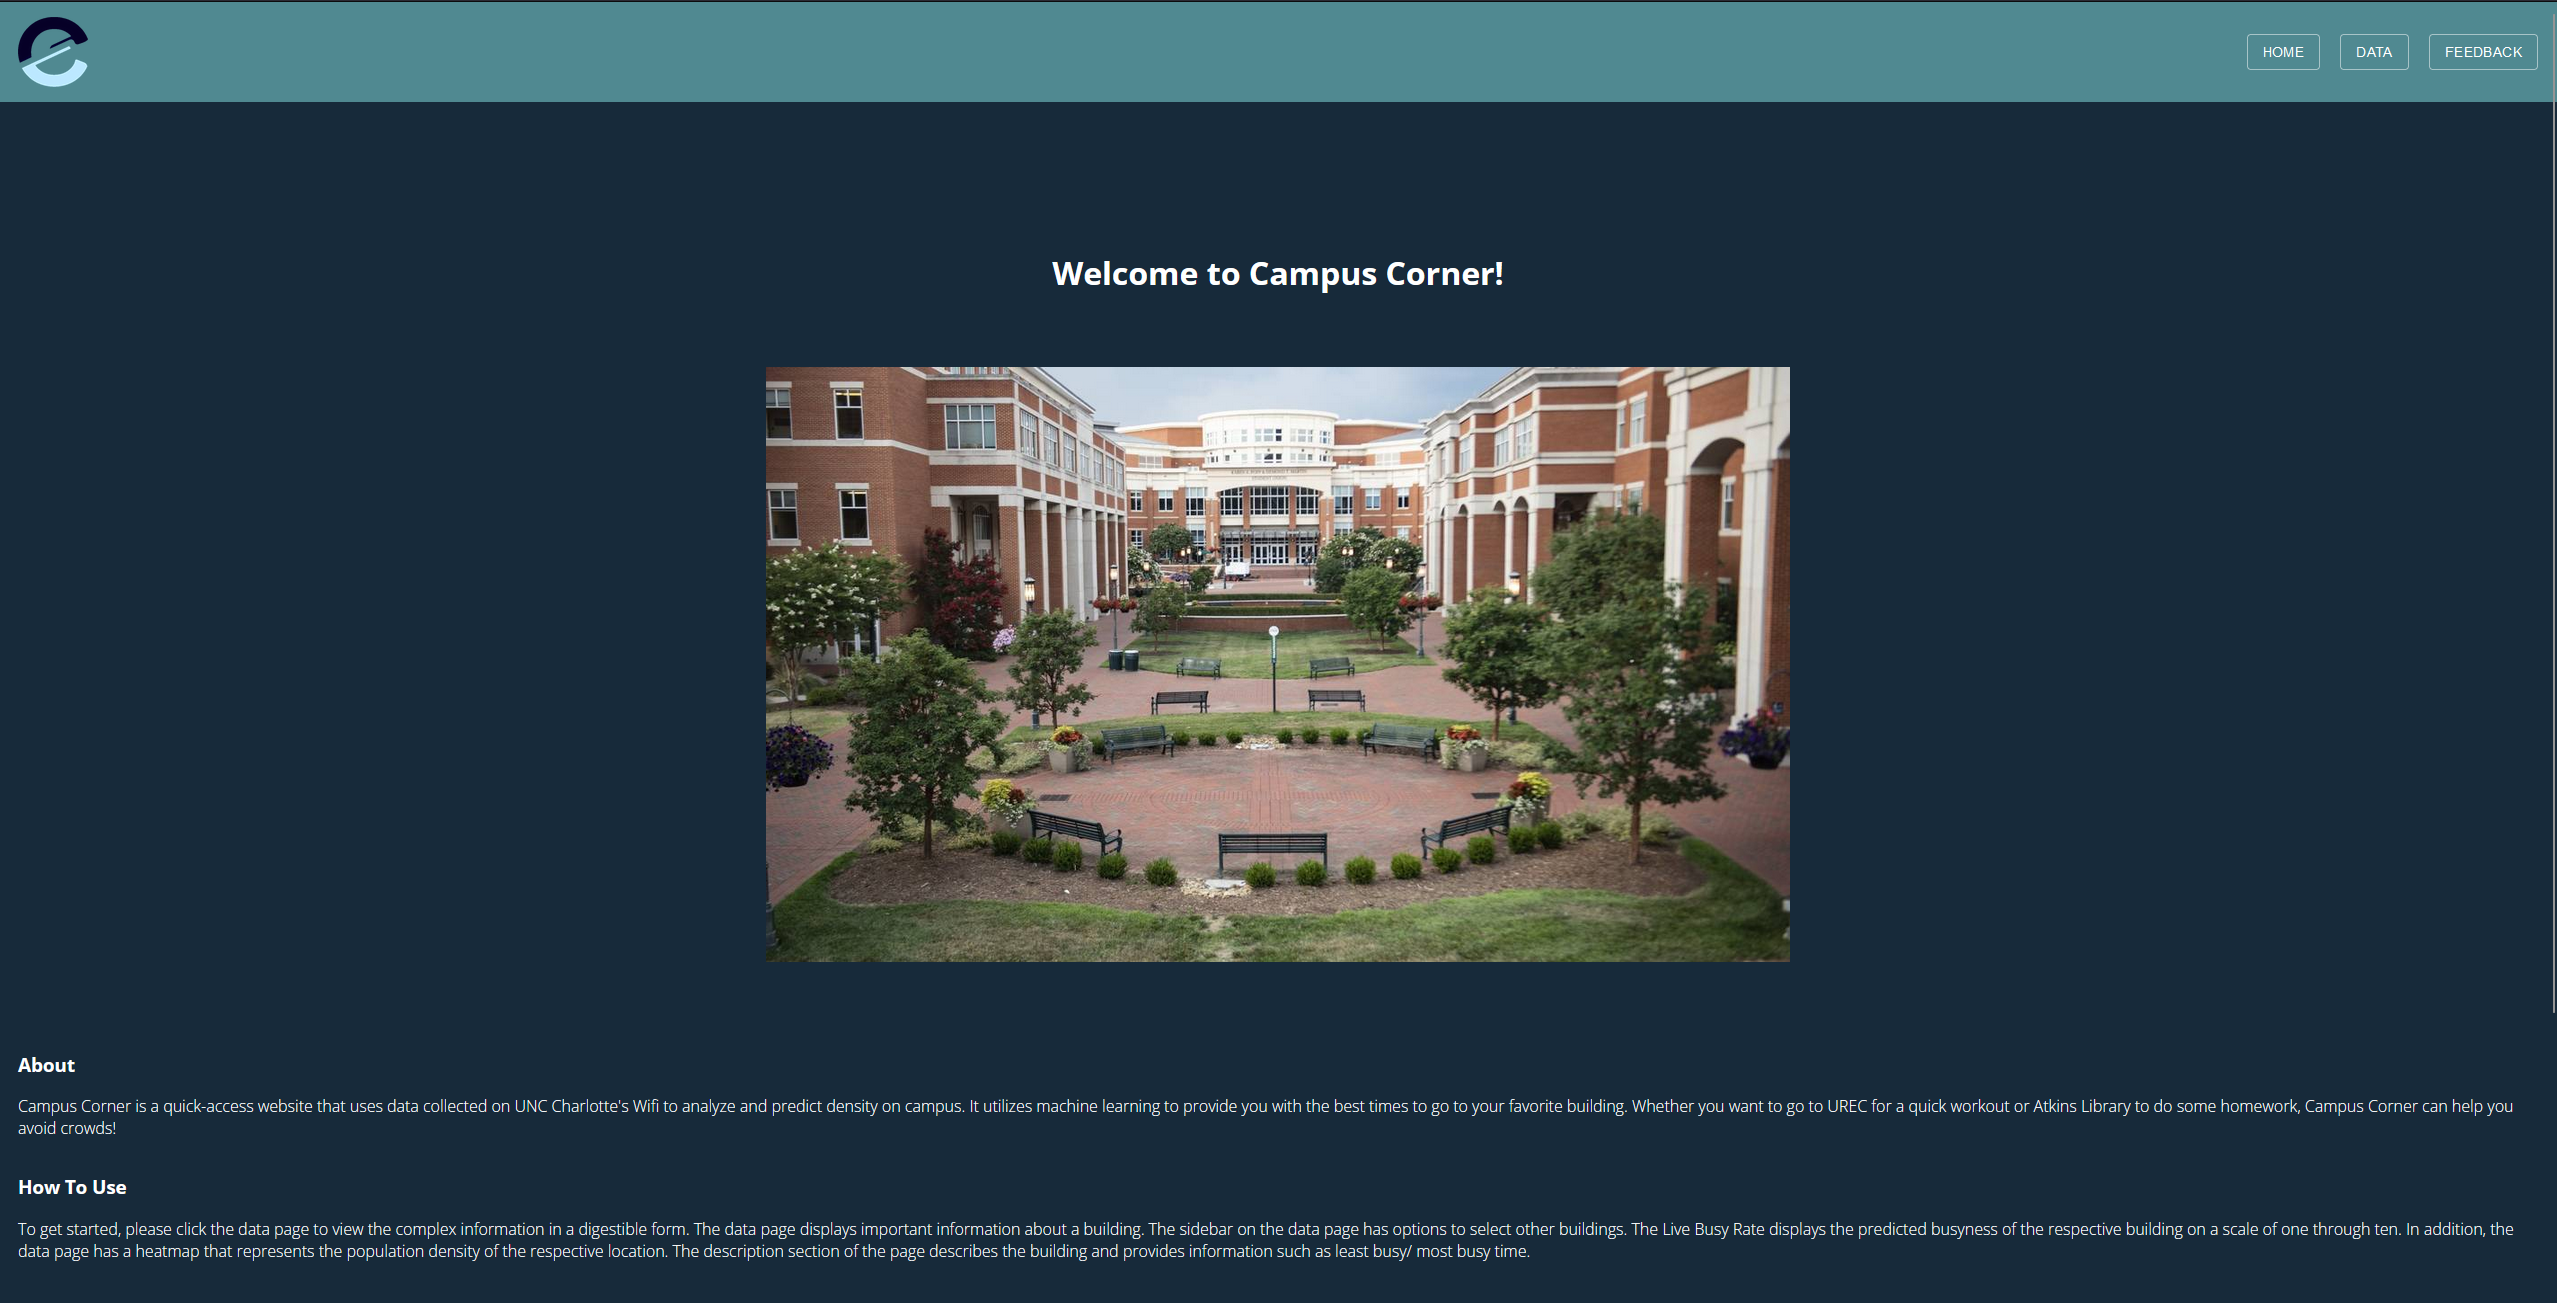 HOME DATA FEEDBACK
Welcome to Campus Corner!
About
Campus Corner is a quick-access website that uses data collected on UNC Charlotte's Wifi to analyze and predict density on campus. It utilizes machine learning to provide you with the best times to go to your favorite building. Whether you want to go to UREC for a quick workout or Atkins Library to do some homework, Campus Corner can help you
avoid crowds!
How To Use
To get started, please click the data page to view the complex information in a digestible form. The data page displays important information about a building. The sidebar on the data page has options to select other buildings. The Live Busy Rate displays the predicted busyness of the respective building on a scale of one through ten. In addition, the
data page has a heatmap that represents the population density of the respective location. The description section of the page describes the building and provides information such as least busy/ most busy time.